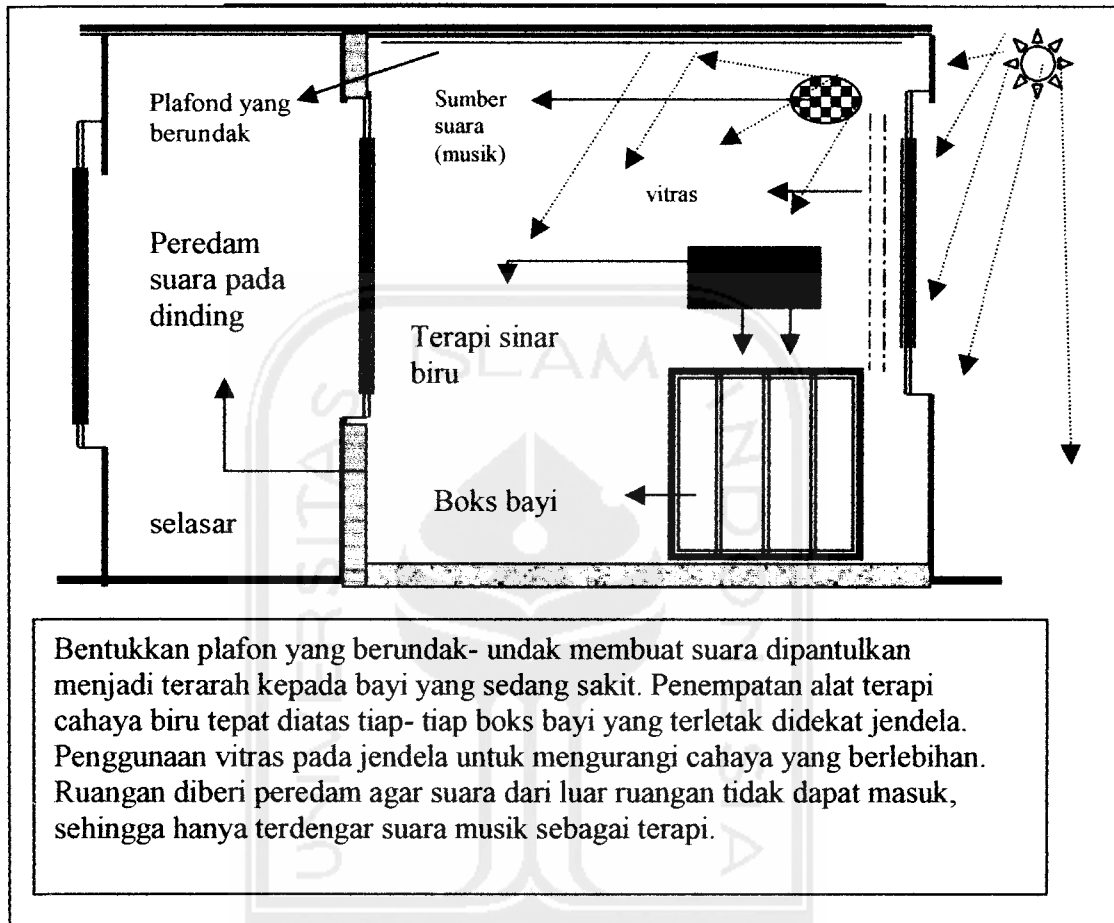 Plafond yang
berundak
Sumber
suara
(musik)
vitras
Peredam
suara pada
dinding
Terapi sinar
biru
Boks bayi
selasar
UNIVERSITAS ISLAM INDONESIA
Bentukkan plafon yang berundak- undak membuat suara dipantulkan
menjadi terarah kepada bayi yang sedang sakit. Penempatan alat terapi
cahaya biru tepat diatas tiap- tiap boks bayi yang terletak didekat jendela.
Penggunaan vitras pada jendela untuk mengurangi cahaya yang berlebihan.
Ruangan diberi peredam agar suara dari luar ruangan tidak dapat masuk,
sehingga hanya terdengar suara musik sebagai terapi.